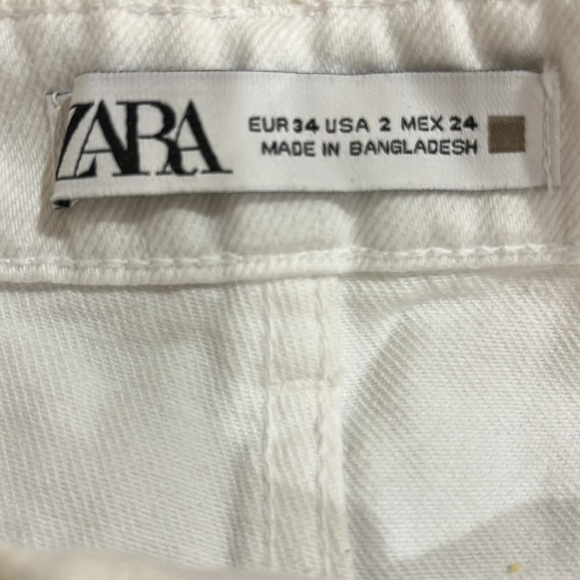 ZARA
EUR 34 USA 2 MEX 24
MADE IN BANGLADESH